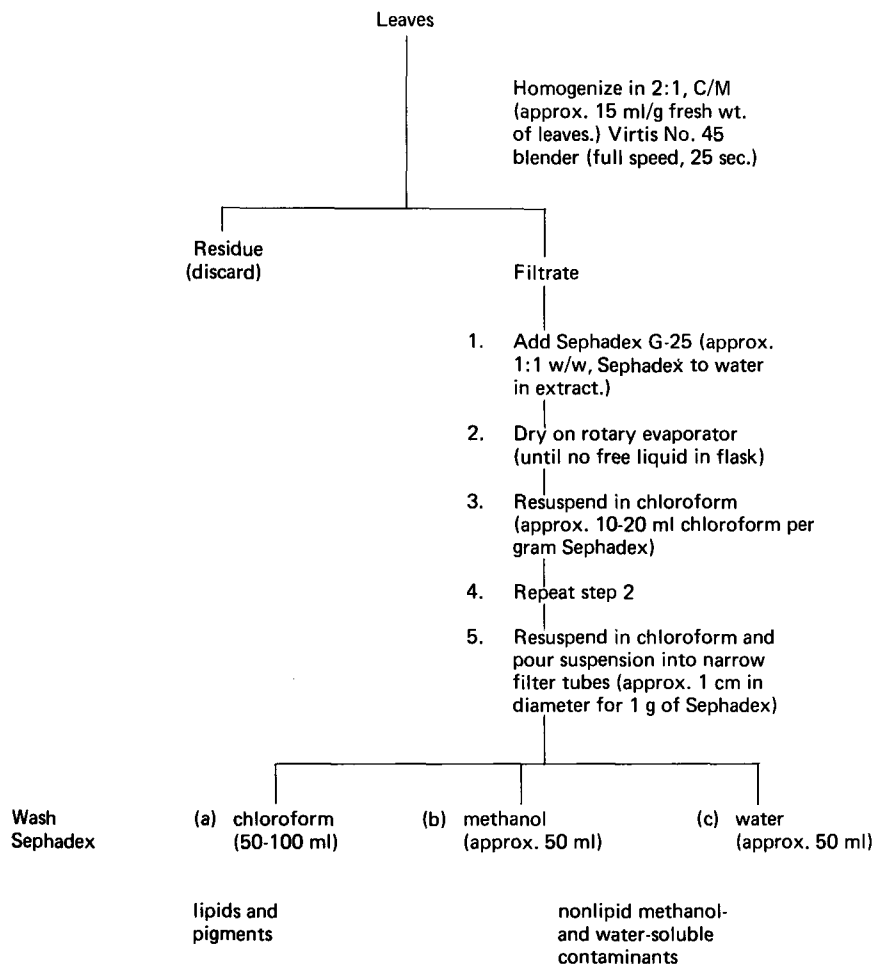 Leaves
Homogenize in 2:1, C/M
(approx. 15 ml/g fresh wt.
of leaves.) Virtis No. 45
blender (full speed, 25 sec.)
Residue
(discard)
Filtrate
1. Add Sephadex G-25 (approx.
1:1 w/w, Sephadex to water
in extract.)
2. Dry on rotary evaporator
(until no free liquid in flask)
3. Resuspend in chloroform
(approx. 10-20 ml chloroform per
gram Sephadex)
4. Repeat step 2
5. Resuspend in chloroform and
pour suspension into narrow
filter tubes (approx. 1 cm in
diameter for 1 g of Sephadex)
Wash
Sephadex
(a) chloroform
(50-100 ml)
(b) methanol
(approx. 50 ml)
(c) water
(approx. 50 ml)
lipids and
pigments
nonlipid methanol-
and water-soluble
contaminants